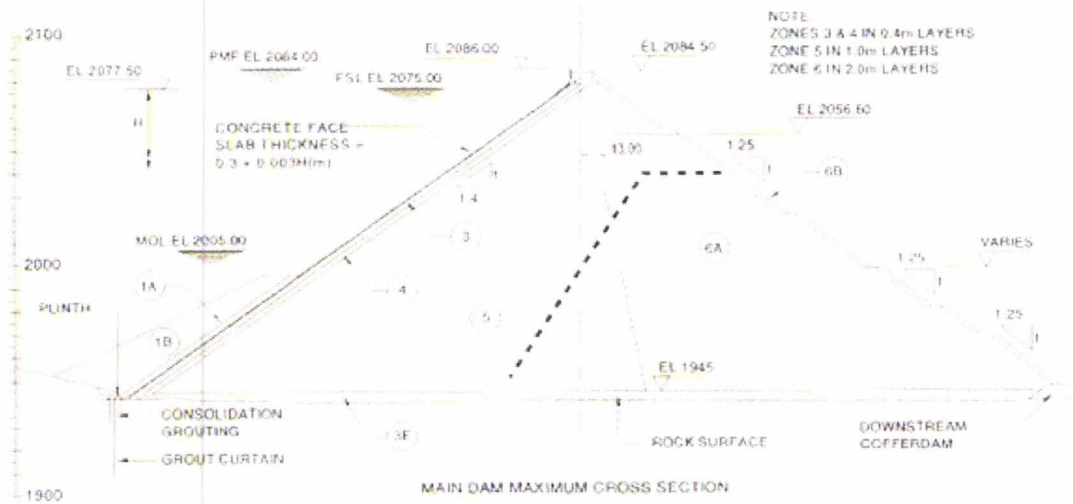 NOTE:
ZONES 3 & 4 IN 0.4m LAYERS
ZONE 5 IN 1.0m LAYERS
ZONE 6 IN 2.0m LAYERS
2100
PMF EL 2084.00
EL 2086.00
EL 2084.50
EL 2077.50
FSL EL 2075.00
EL 2056.60
H
CONCRETE FACE
SLAB THICKNESS =
0.3 + 0.003H(m)
13.00
1.25
1
6B
1
1.4
3
MOL EL 2005.00
6A
VARIES
2000
4
1.25
1
1A
PLINTH
5
1.25
1
1B
EL 1945
CONSOLIDATION
GROUTING
3F
ROCK SURFACE
DOWNSTREAM
COFFERDAM
GROUT CURTAIN
MAIN DAM MAXIMUM CROSS SECTION
1900